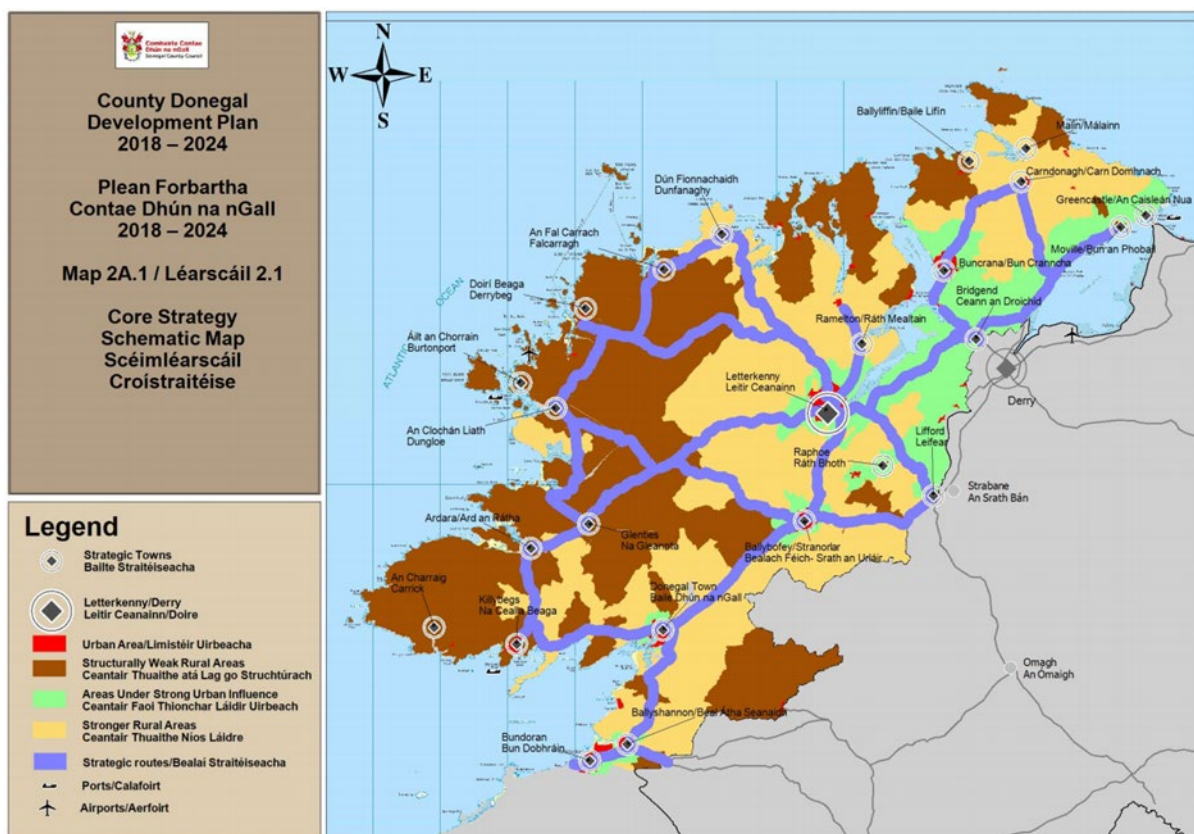 Comhairle Contae
Dhún na nGall
Donegal County Council
County Donegal
Development Plan
2018 – 2024
Plean Forbartha
Contae Dhún na nGall
2018 – 2024
Map 2A.1 / Léarscáil 2.1
Core Strategy
Schematic Map
Scéimléarscáil
Croístraitéise
Legend
Strategic Towns
Bailte Straitéiseacha
Letterkenny/Derry
Leitir Ceanainn/Doire
Urban Area/Limistéir Uirbeacha
Structurally Weak Rural Areas
Ceantair Thuaithe atá Lag go Struchtúrach
Areas Under Strong Urban Influence
Ceantair Faoi Thionchar Láidir Uirbeach
Stronger Rural Areas
Ceantair Thuaithe Níos Láidre
Strategic routes/Bealaí Straitéiseacha
Ports/Calafoirt
Airports/Aerfoirt
N
W E
S
Ballyliffin/Baile Lifín
Malin/Málainn
Carndonagh/Carn Domhnach
Greencastle/An Caisleán Nua
Moville/Bun an Phobail
Dún Fionnachaidh
Dunfanaghy
An Fal Carrach
Falcarragh
Buncrana/Bun Cranncha
Bridgend
Ceann an Droichid
Doirí Beaga
Derrybeg
OCEAN
ATLANTIC
Ramelton/Ráth Mealtain
Áilt an Chorrain
Burtonport
Letterkenny
Leitir Ceanainn
Derry
An Clochán Liath
Dungloe
Lifford
Leifear
Raphoe
Ráth Bhoth
Strabane
An Srath Bán
Ardara/Ard an Rátha
Glenties
Na Gleannta
Ballybofey/Stranorlar
Bealach Féich- Srath an Urláir
An Charraig
Carrick
Killybegs
Na Cealla Beaga
Donegal Town
Baile Dhún na nGall
Omagh
An Ómaigh
Ballyshannon/Béal Átha Seanaidh
Bundoran
Bun Dobhráin